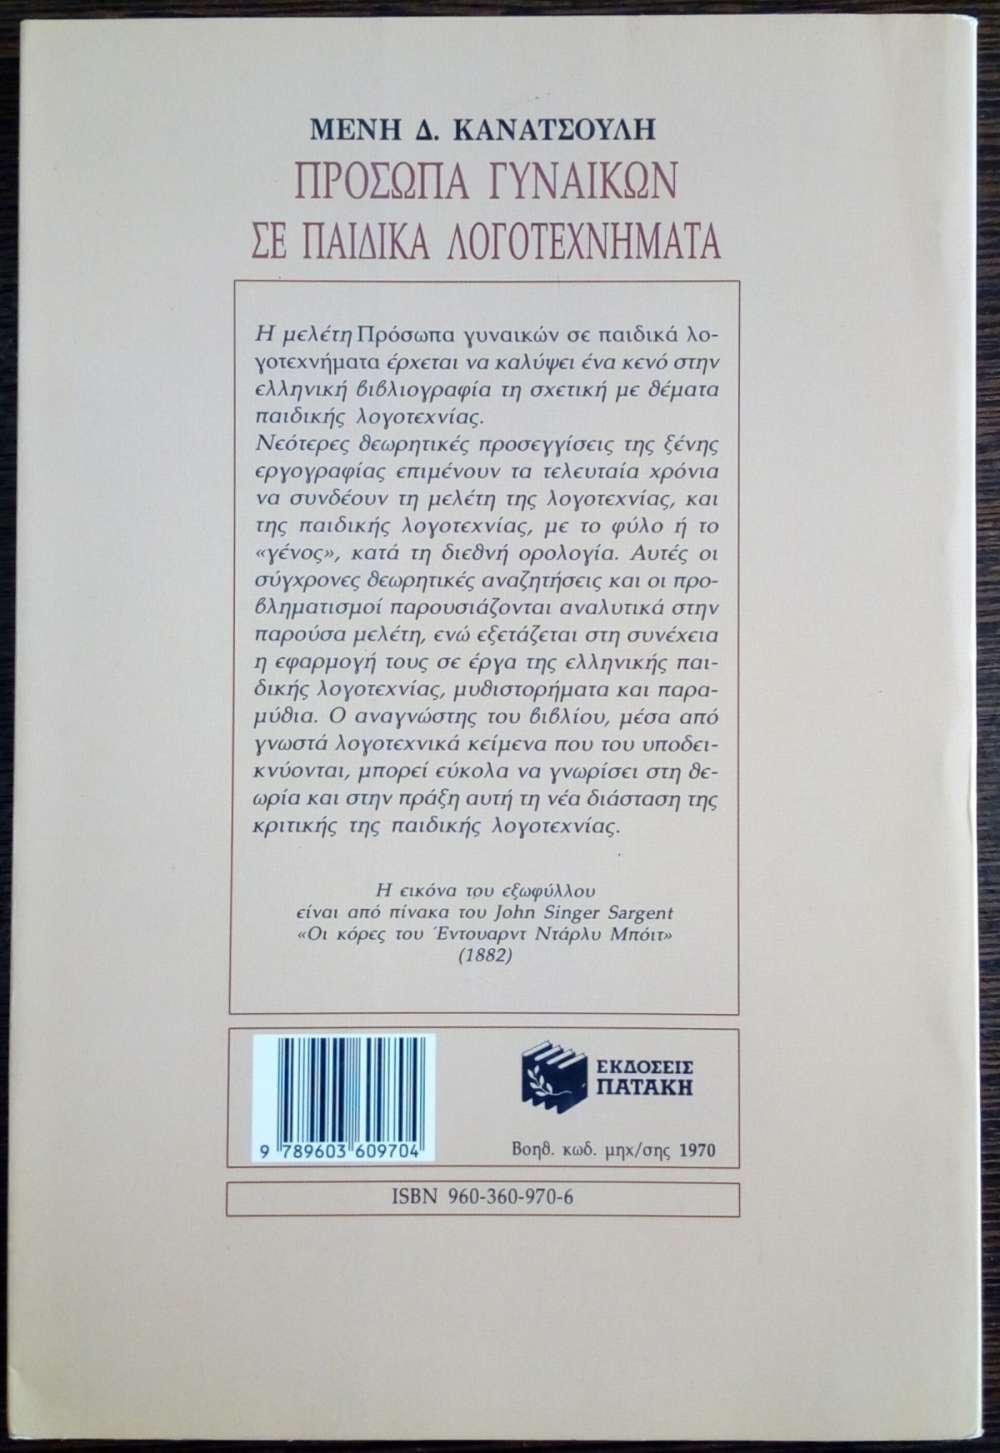 ΜΕΝΗ Δ. ΚΑΝΑΤΣΟΥΛΗ
ΠΡΟΣΩΠΑ ΓΥΝΑΙΚΩΝ
ΣΕ ΠΑΙΔΙΚΑ ΛΟΓΟΤΕΧΝΗΜΑΤΑ
Η μελέτη Πρόσωπα γυναικών σε παιδικά λο-
γοτεχνήματα έρχεται να καλύψει ένα κενό στην
ελληνική βιβλιογραφία τη σχετική με θέματα
παιδικής λογοτεχνίας.
Νεότερες θεωρητικές προσεγγίσεις της ξένης
εργογραφίας επιμένουν τα τελευταία χρόνια
να συνδέουν τη μελέτη της λογοτεχνίας, και
της παιδικής λογοτεχνίας, με το φύλο ή το
«γένος», κατά τη διεθνή ορολογία. Αυτές οι
σύγχρονες θεωρητικές αναζητήσεις και οι προ-
βληματισμοί παρουσιάζονται αναλυτικά στην
παρούσα μελέτη, ενώ εξετάζεται στη συνέχεια
η εφαρμογή τους σε έργα της ελληνικής παι-
δικής λογοτεχνίας, μυθιστορήματα και παρα-
μύθια. Ο αναγνώστης του βιβλίου, μέσα από
γνωστά λογοτεχνικά κείμενα που του υποδει-
κνύονται, μπορεί εύκολα να γνωρίσει στη θε-
ωρία και στην πράξη αυτή τη νέα διάσταση της
κριτικής της παιδικής λογοτεχνίας.
Η εικόνα του εξωφύλλου
είναι από πίνακα του John Singer Sargent
«Οι κόρες του Έντουαρντ Ντάρλυ Μπόιτ»
(1882)
ΕΚΔΟΣΕΙΣ
ΠΑΤΑΚΗ
9 789603 609704
Βοηθ. κωδ. μηχ/σης 1970
ISBN 960-360-970-6